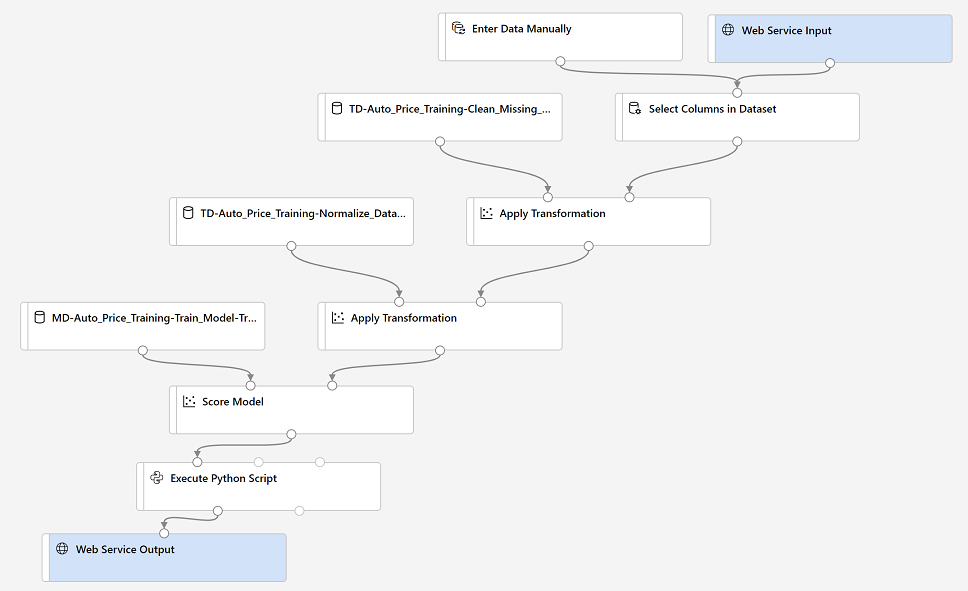 Enter Data Manually
Web Service Input
TD-Auto_Price_Training-Clean_Missing_...
Select Columns in Dataset
TD-Auto_Price_Training-Normalize_Data...
Apply Transformation
MD-Auto_Price_Training-Train_Model-Tr...
Apply Transformation
Score Model
Execute Python Script
Web Service Output